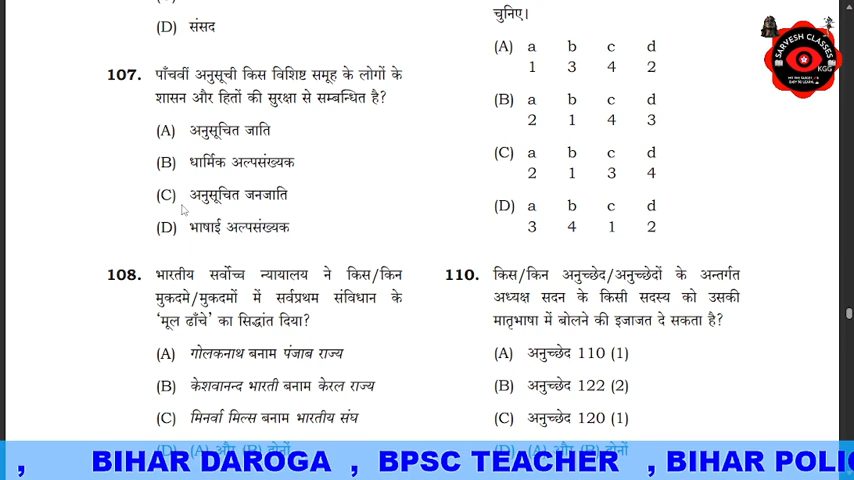 (D) संसद
107. पाँचवीं अनुसूची किस विशिष्ट समूह के लोगों के
शासन और हितों की सुरक्षा से सम्बन्धित है?
(A) अनुसूचित जाति
(B) धार्मिक अल्पसंख्यक
(C) अनुसूचित जनजाति
(D) भाषाई अल्पसंख्यक
108. भारतीय सर्वोच्च न्यायालय ने किस/किन
मुकदमे/मुकदमों में सर्वप्रथम संविधान के
'मूल ढाँचे' का सिद्धांत दिया?
(A) गोलकनाथ बनाम पंजाब राज्य
(B) केशवानन्द भारती बनाम केरल राज्य
(C) मिनर्वा मिल्स बनाम भारतीय संघ
(D) (A) और (B) दोनों
चुनिए।
(A) a b c d
1 3 4 2
(B) a b c d
2 1 4 3
(C) a b c d
2 1 3 4
(D) a b c d
3 4 1 2
110. किस/किन अनुच्छेद/अनुच्छेदों के अन्तर्गत
अध्यक्ष सदन के किसी सदस्य को उसकी
मातृभाषा में बोलने की इजाजत दे सकता है?
(A) अनुच्छेद 110 (1)
(B) अनुच्छेद 122 (2)
(C) अनुच्छेद 120 (1)
(D) (A) और (B) दोनों
SARVESH CLASSES
KGG
, BIHAR DAROGA , BPSC TEACHER , BIHAR POLIC